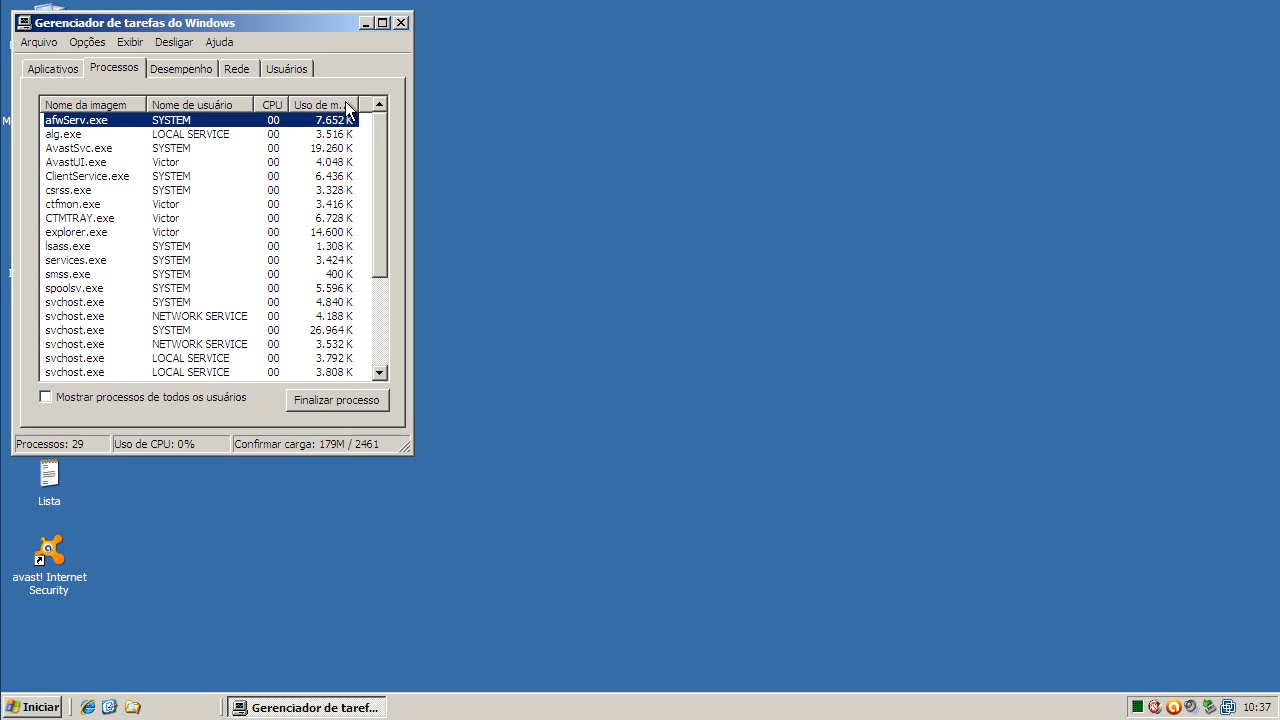 Gerenciador de tarefas do Windows
Arquivo Opções Exibir Desligar Ajuda
Aplicativos Processos Desempenho Rede Usuários
Nome da imagem Nome de usuário CPU Uso de m...
afwServ.exe SYSTEM 00 7.652 K
alg.exe LOCAL SERVICE 00 3.516 K
AvastSvc.exe SYSTEM 00 19.260 K
AvastUI.exe Victor 00 4.048 K
ClientService.exe SYSTEM 00 6.436 K
csrss.exe SYSTEM 00 3.328 K
ctfmon.exe Victor 00 3.416 K
CTMTRAY.exe Victor 00 6.728 K
explorer.exe Victor 00 14.600 K
lsass.exe SYSTEM 00 1.308 K
services.exe SYSTEM 00 3.424 K
smss.exe SYSTEM 00 400 K
spoolsv.exe SYSTEM 00 5.596 K
svchost.exe SYSTEM 00 4.840 K
svchost.exe NETWORK SERVICE 00 4.188 K
svchost.exe SYSTEM 00 26.964 K
svchost.exe NETWORK SERVICE 00 3.532 K
svchost.exe LOCAL SERVICE 00 3.792 K
svchost.exe LOCAL SERVICE 00 3.808 K
Mostrar processos de todos os usuários
Finalizar processo
Processos: 29 Uso de CPU: 0% Confirmar carga: 179M / 2461
Lista
avast! Internet
Security
Iniciar Gerenciador de taref... 10:37